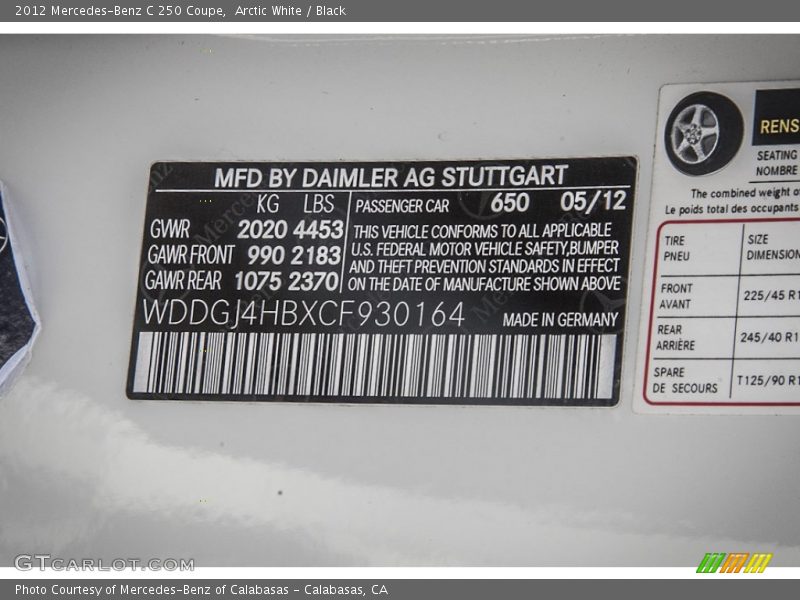 2012 Mercedes-Benz C 250 Coupe,  Arctic White / Black
MFD BY DAIMLER AG STUTTGART
KG LBS PASSENGER CAR 650 05/12
GVWR 2020 4453
GAWR FRONT 990 2183
GAWR REAR 1075 2370
THIS VEHICLE CONFORMS TO ALL APPLICABLE
U.S. FEDERAL MOTOR VEHICLE SAFETY,BUMPER
AND THEFT PREVENTION STANDARDS IN EFFECT
ON THE DATE OF MANUFACTURE SHOWN ABOVE
WDDGJ4HBXCF930164 MADE IN GERMANY
RENS
SEATING
NOMBRE
The combined weight
Le poids total des occupants
TIRE SIZE
PNEU DIMENSION
FRONT
AVANT 225/45 R1
REAR
ARRIÈRE 245/40 R1
SPARE
DE SECOURS T125/90 R1
GTCARLOT.COM
Photo Courtesy of Mercedes-Benz of Calabasas - Calabasas, CA